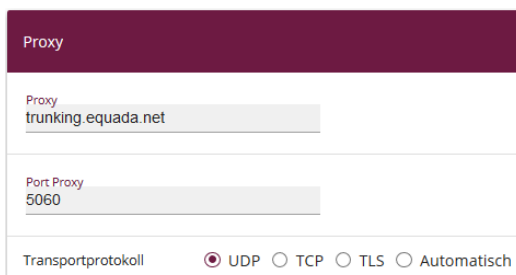 Proxy
Proxy
trunking.equada.net
Port Proxy
5060
Transportprotokoll UDP TCP TLS Automatisch